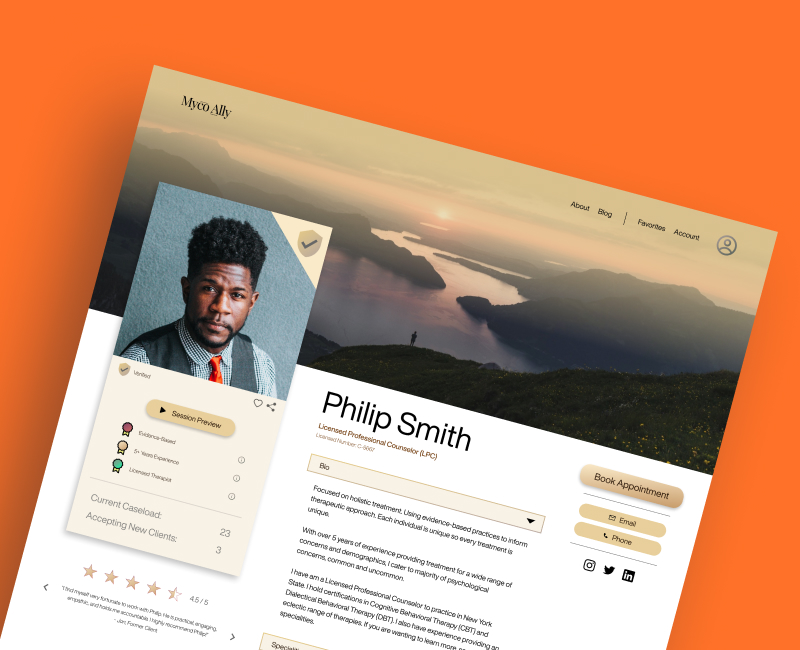 Myco Ally
About Blog Favorites Account
Verified
Session Preview
Evidence-Based
5+ Years Experience
Licensed Therapist
Current Caseload: 23
Accepting New Clients: 3
4.5 / 5
"I find myself very fortunate to work with Philip. He is practical, engaging,
empathic, and holds me accountable. I highly recommend Philip!"
- Jon, Former Client
Philip Smith
Licensed Professional Counselor (LPC)
Licensed Number: C-5667
Bio
Focused on holistic treatment. Using evidence-based practices to inform
therapeutic approach. Each individual is unique so every treatment is
unique.
With over 5 years of experience providing treatment for a wide range of
concerns and demographics, I cater to majority of psychological
concerns, common and uncommon.
I have am a Licensed Professional Counselor to practice in New York
State. I hold certifications in Cognitive Behavioral Therapy (CBT) and
Dialectical Behavioral Therapy (DBT). I also have experience providing an
eclectic range of therapies. If you are wanting to learn more,
specialities.
Book Appointment
Email
Phone